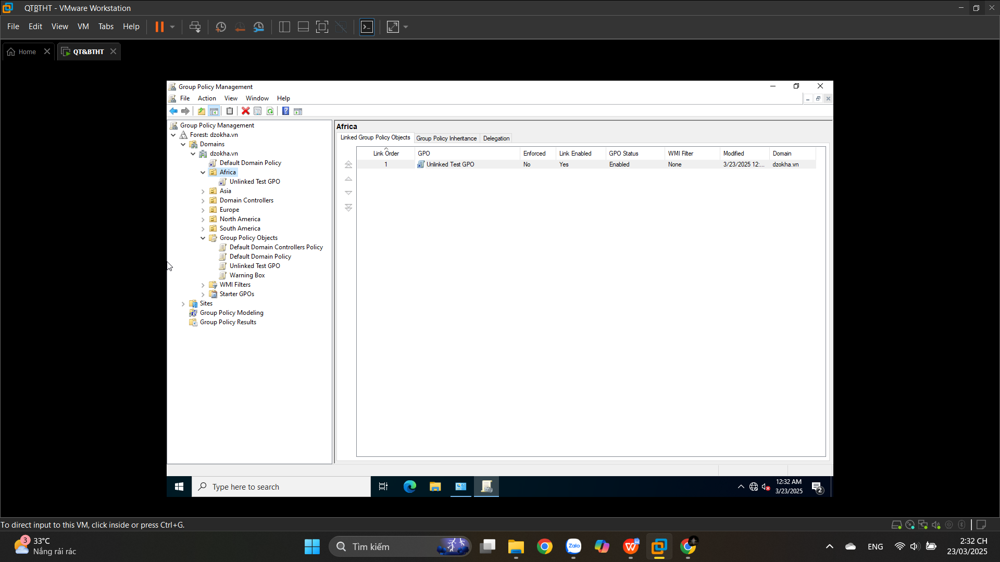 QTBTHT - VMware Workstation
File Edit View VM Tabs Help
Home QT&BTHT
Group Policy Management
File Action View Window Help
Group Policy Management
Forest: dzokha.vn
Domains
dzokha.vn
Default Domain Policy
Africa
Unlinked Test GPO
Asia
Domain Controllers
Europe
North America
South America
Group Policy Objects
Default Domain Controllers Policy
Default Domain Policy
Unlinked Test GPO
Warning Box
WMI Filters
Starter GPOs
Sites
Group Policy Modeling
Group Policy Results
Africa
Linked Group Policy Objects Group Policy Inheritance Delegation
Link Order GPO Enforced Link Enabled GPO Status WMI Filter Modified Domain
1 Unlinked Test GPO No Yes Enabled None 3/23/2025 12:... dzokha.vn
Type here to search
12:32 AM
3/23/2025
2
To direct input to this VM, click inside or press Ctrl+G.
3
33°C
Nắng rải rác
Tìm kiếm
Zalo
W
ENG
2:32 CH
23/03/2025